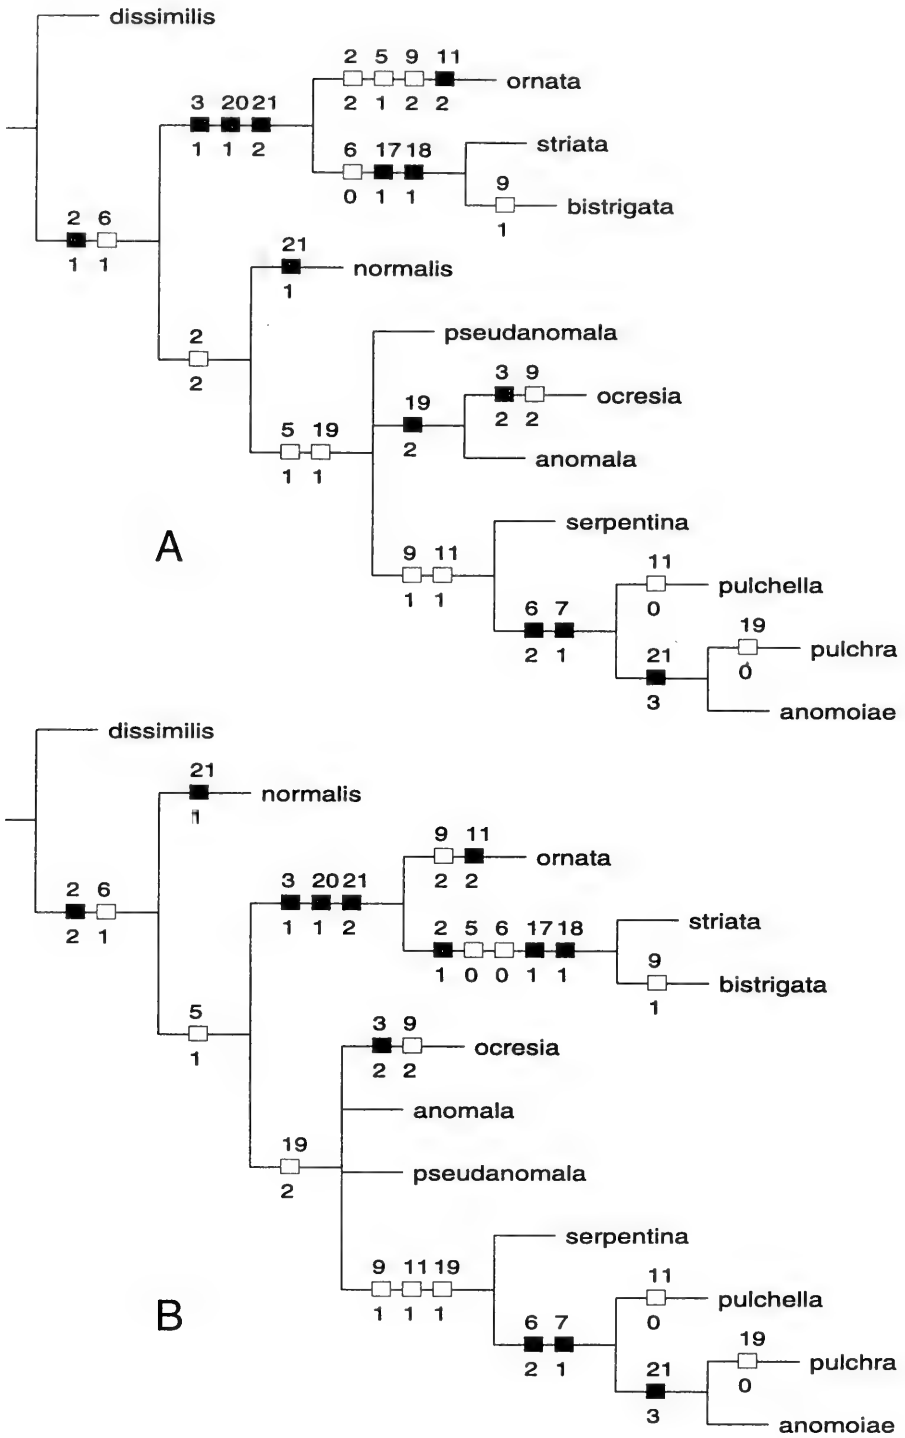 dissimilis
2 5 9 11
ornata
2 1 2 2
3 20 21
1 1 2
striata
6 17 18
0 1 1
9
bistrigata
1
2 6
1 1
21
normalis
1
2
2
pseudanomala
3 9
ocresia
2 2
19
2
anomala
5 19
1 1
serpentina
A
9 11
1 1
11
pulchella
0
6 7
2 1
19
pulchra
0
21
3
anomoiae
dissimilis
21
normalis
1
9 11
ornata
2 2
3 20 21
1 1 2
2 6
2 1
striata
2 5 6 17 18
1 0 0 1 1
9
bistrigata
1
5
1
3 9
ocresia
2 2
anomala
19
2
pseudanomala
serpentina
9 11 19
1 1 1
B
11
pulchella
0
6 7
2 1
19
pulchra
0
21
3
anomoiae